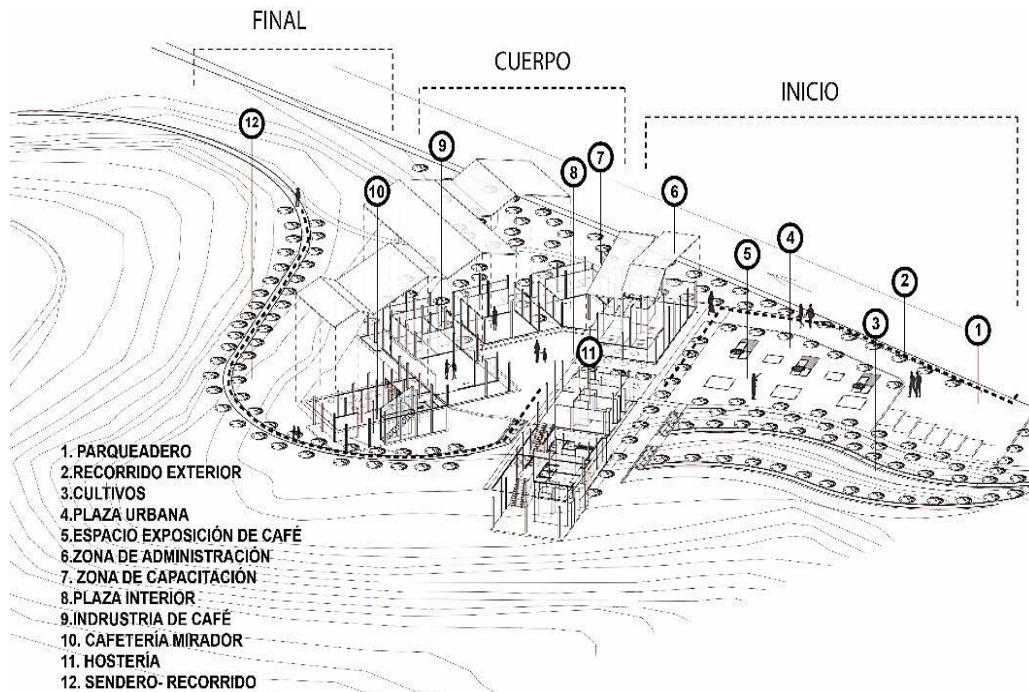 FINAL
CUERPO
INICIO
12
9
10
8
7
6
5
4
2
3
1
11
1. PARQUEADERO
2.RECORRIDO EXTERIOR
3.CULTIVOS
4.PLAZA URBANA
5.ESPACIO EXPOSICIÓN DE CAFÉ
6.ZONA DE ADMINISTRACIÓN
7. ZONA DE CAPACITACIÓN
8.PLAZA INTERIOR
9.INDRUSTRIA DE CAFÉ
10. CAFETERÍA MIRADOR
11. HOSTERÍA
12. SENDERO- RECORRIDO